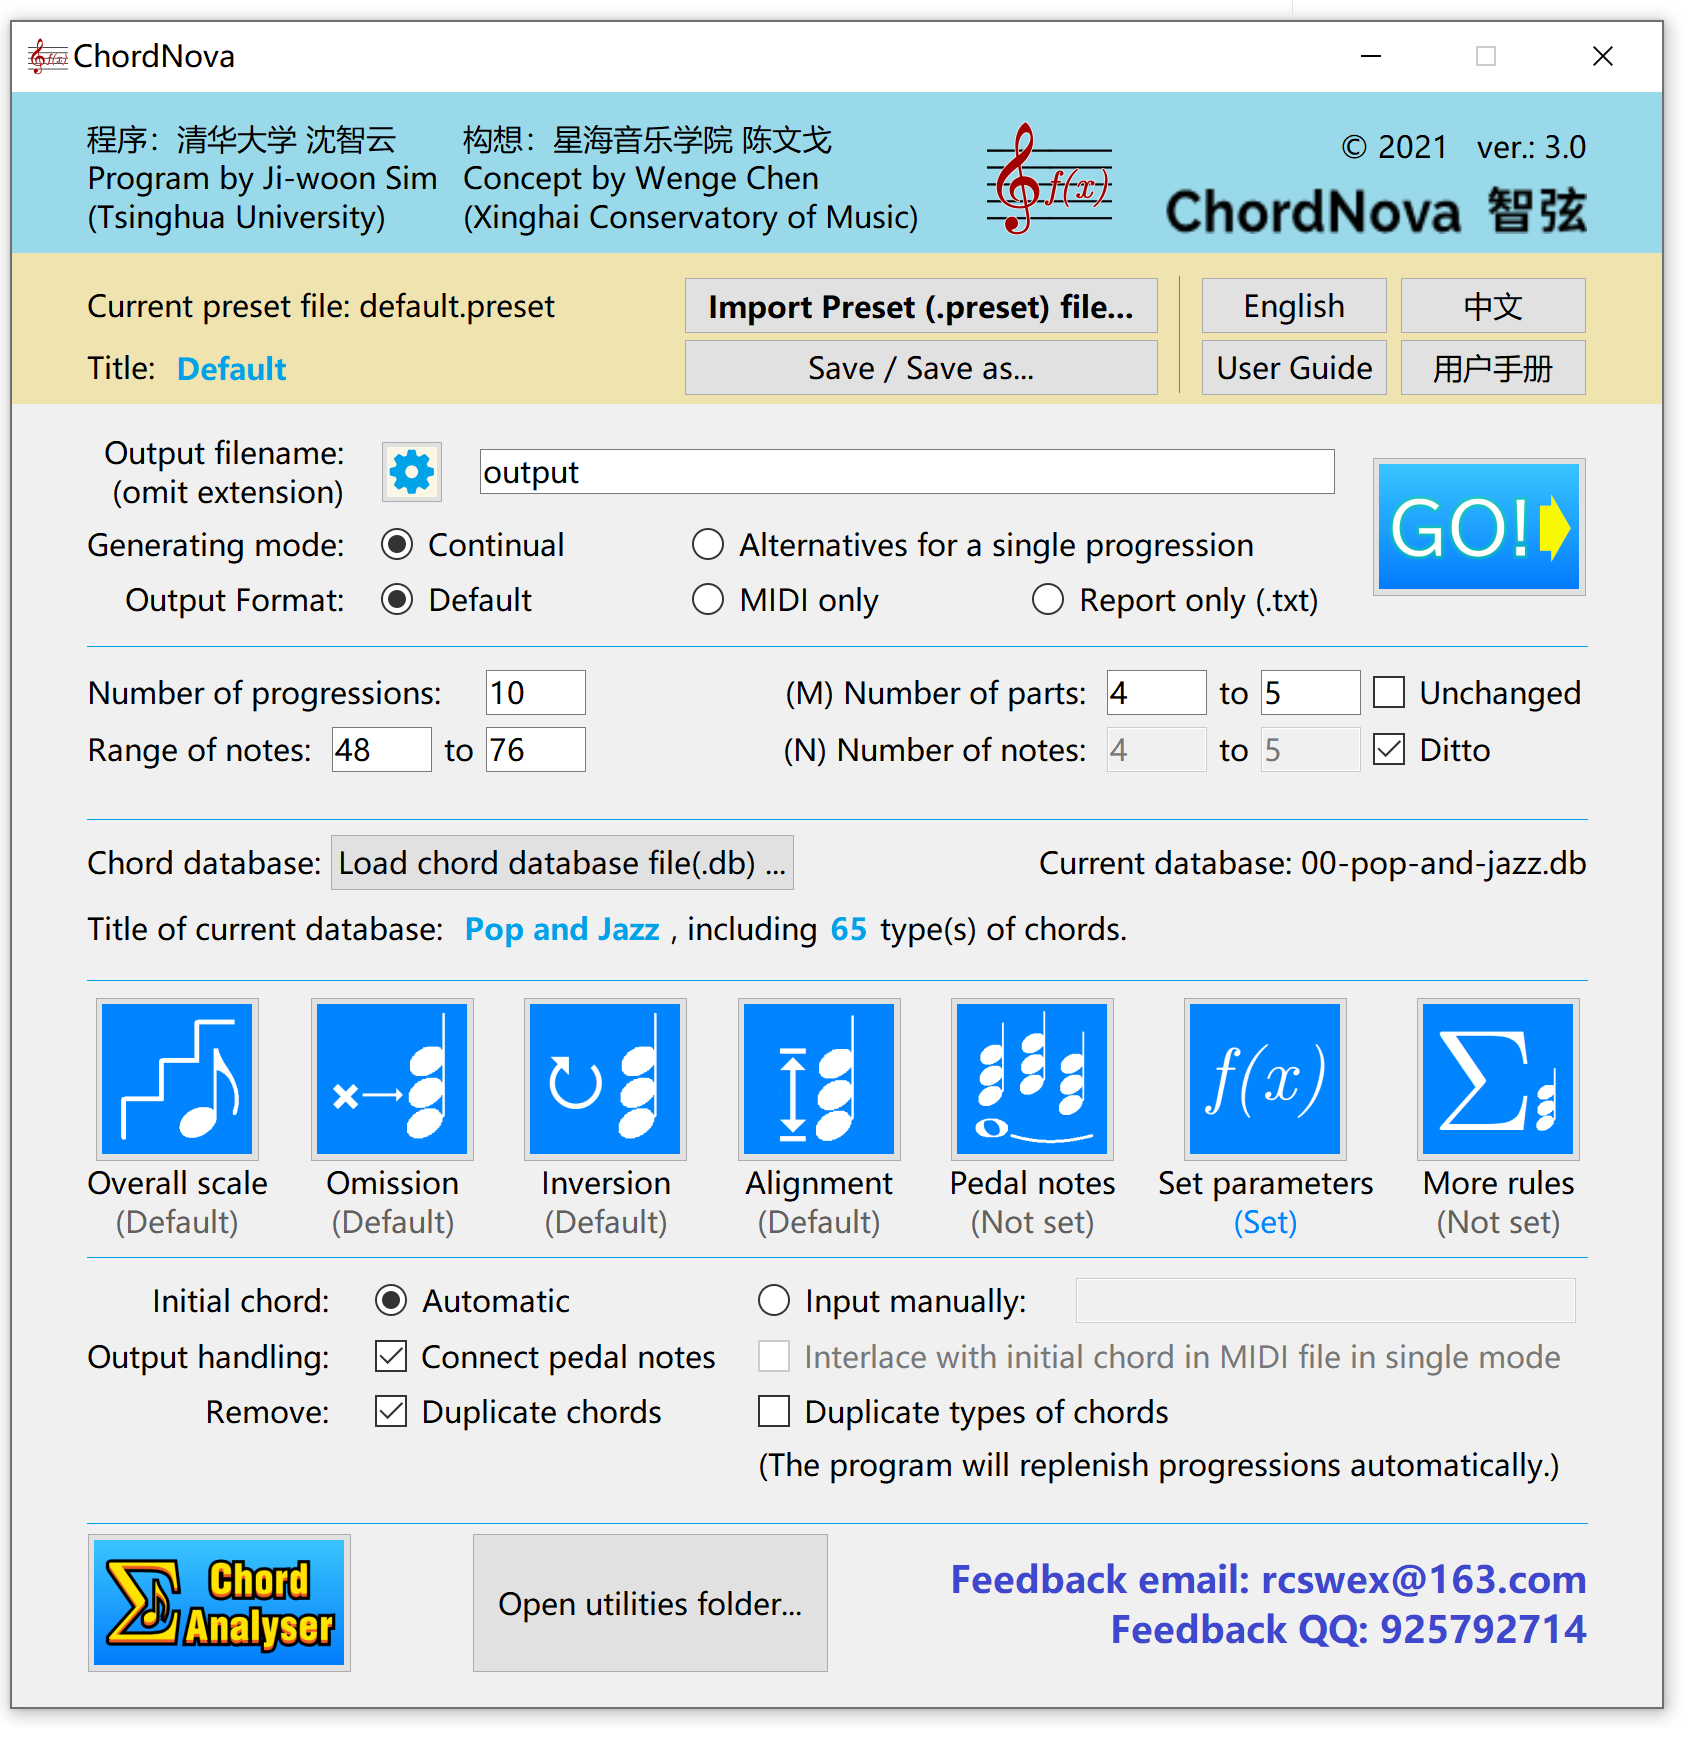 ChordNova
程序：清华大学 沈智云
Program by Ji-woon Sim
(Tsinghua University)
构想：星海音乐学院 陈文戈
Concept by Wenge Chen
(Xinghai Conservatory of Music)
f(x)
© 2021 ver.: 3.0
ChordNova 智弦
Current preset file: default.preset
Import Preset (.preset) file...
English
中文
Title: Default
Save / Save as...
User Guide
用户手册
Output filename:
(omit extension)
output
GO!
Generating mode: Continual Alternatives for a single progression
Output Format: Default MIDI only Report only (.txt)
Number of progressions: 10
(M) Number of parts: 4 to 5 Unchanged
Range of notes: 48 to 76
(N) Number of notes: 4 to 5 Ditto
Chord database: Load chord database file(.db) ...
Current database: 00-pop-and-jazz.db
Title of current database: Pop and Jazz , including 65 type(s) of chords.
f(x)
Σ
Overall scale
(Default)
Omission
(Default)
Inversion
(Default)
Alignment
(Default)
Pedal notes
(Not set)
Set parameters
(Set)
More rules
(Not set)
Initial chord: Automatic Input manually:
Output handling: Connect pedal notes Interlace with initial chord in MIDI file in single mode
Remove: Duplicate chords Duplicate types of chords
(The program will replenish progressions automatically.)
Σ Chord
Analyser
Open utilities folder...
Feedback email: rcswex@163.com
Feedback QQ: 925792714